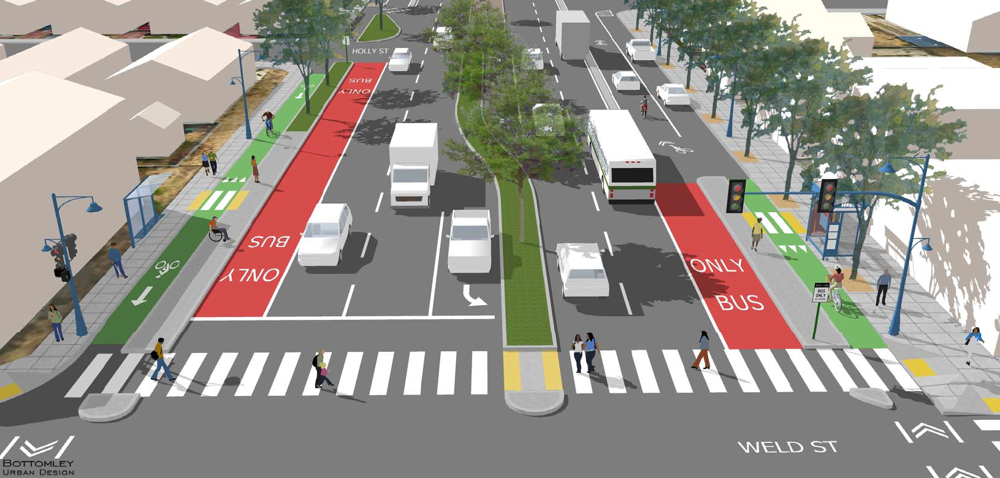 HOLLY ST
BUS
ONLY
BUS
ONLY
ONLY
BUS
BUS
ONLY
WELD ST
BOTTOMLEY
URBAN DESIGN